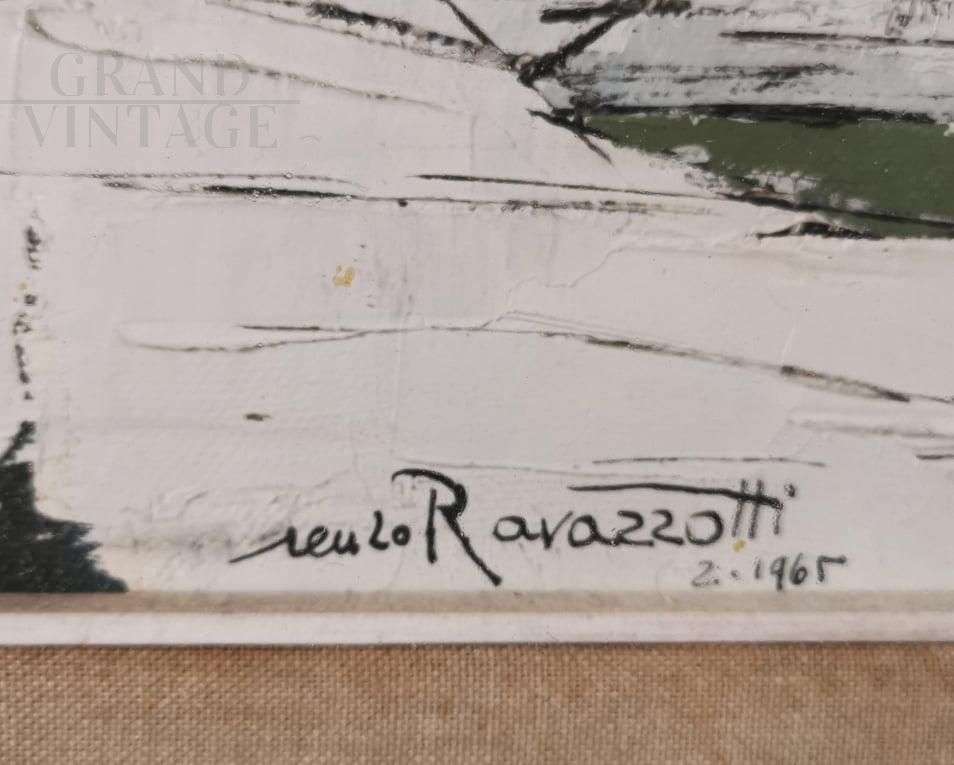 GRAND
VINTAGE
renzo Ravazzotti
2.1965